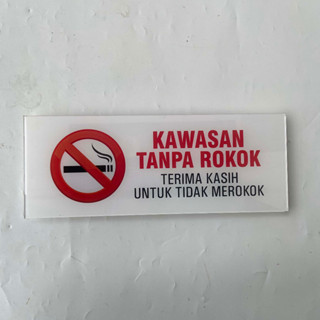 KAWASAN
TANPA ROKOK
TERIMA KASIH
UNTUK TIDAK MEROKOK